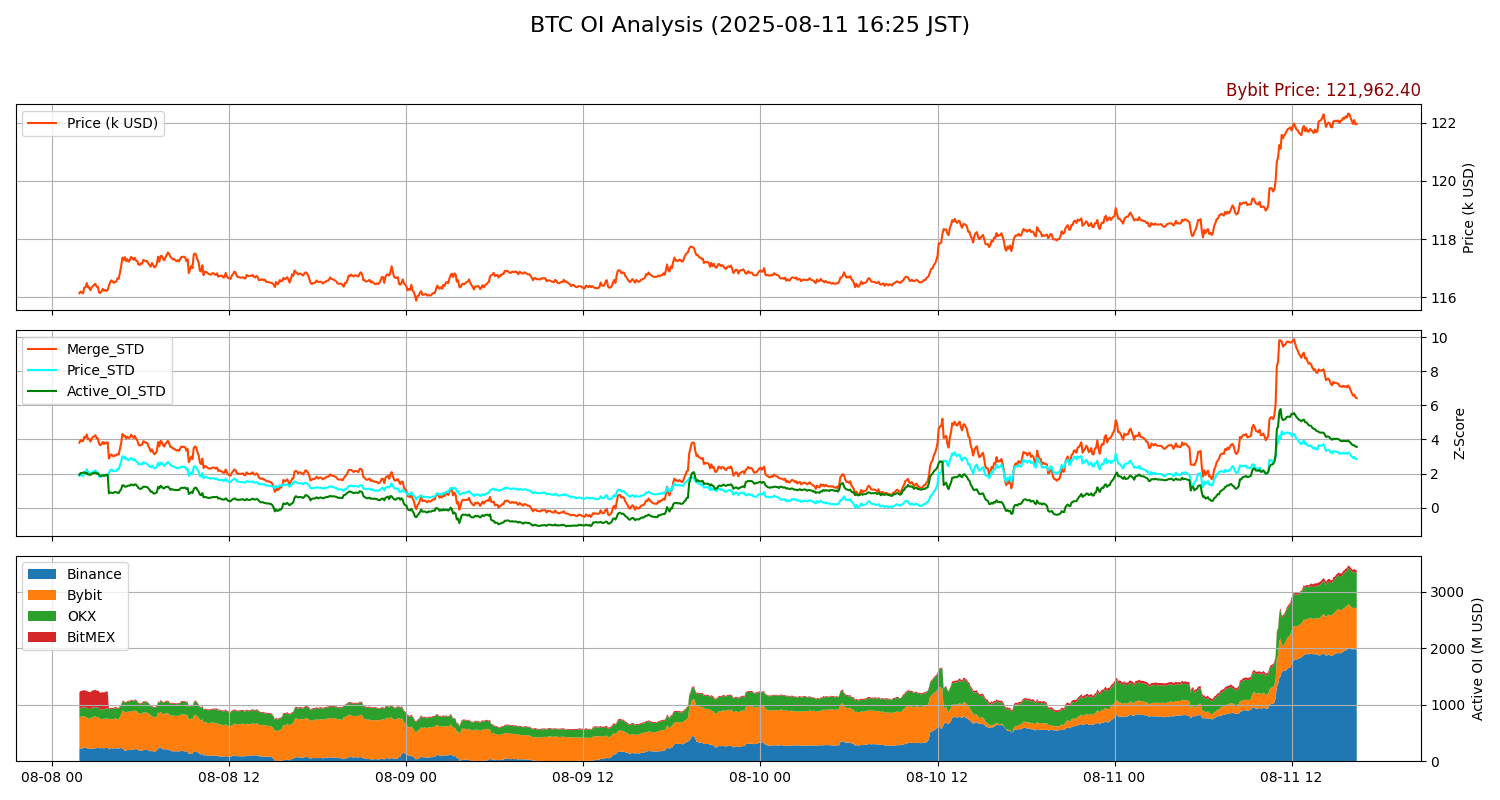 BTC OI Analysis (2025-08-11 16:25 JST)
Bybit Price: 121,962.40
Price (k USD)
122
120
118
116
Price (k USD)
Merge_STD
Price_STD
Active_OI_STD
10
8
6
4
2
0
Z-Score
Binance
Bybit
OKX
BitMEX
3000
2000
1000
0
Active OI (M USD)
08-08 00
08-08 12
08-09 00
08-09 12
08-10 00
08-10 12
08-11 00
08-11 12